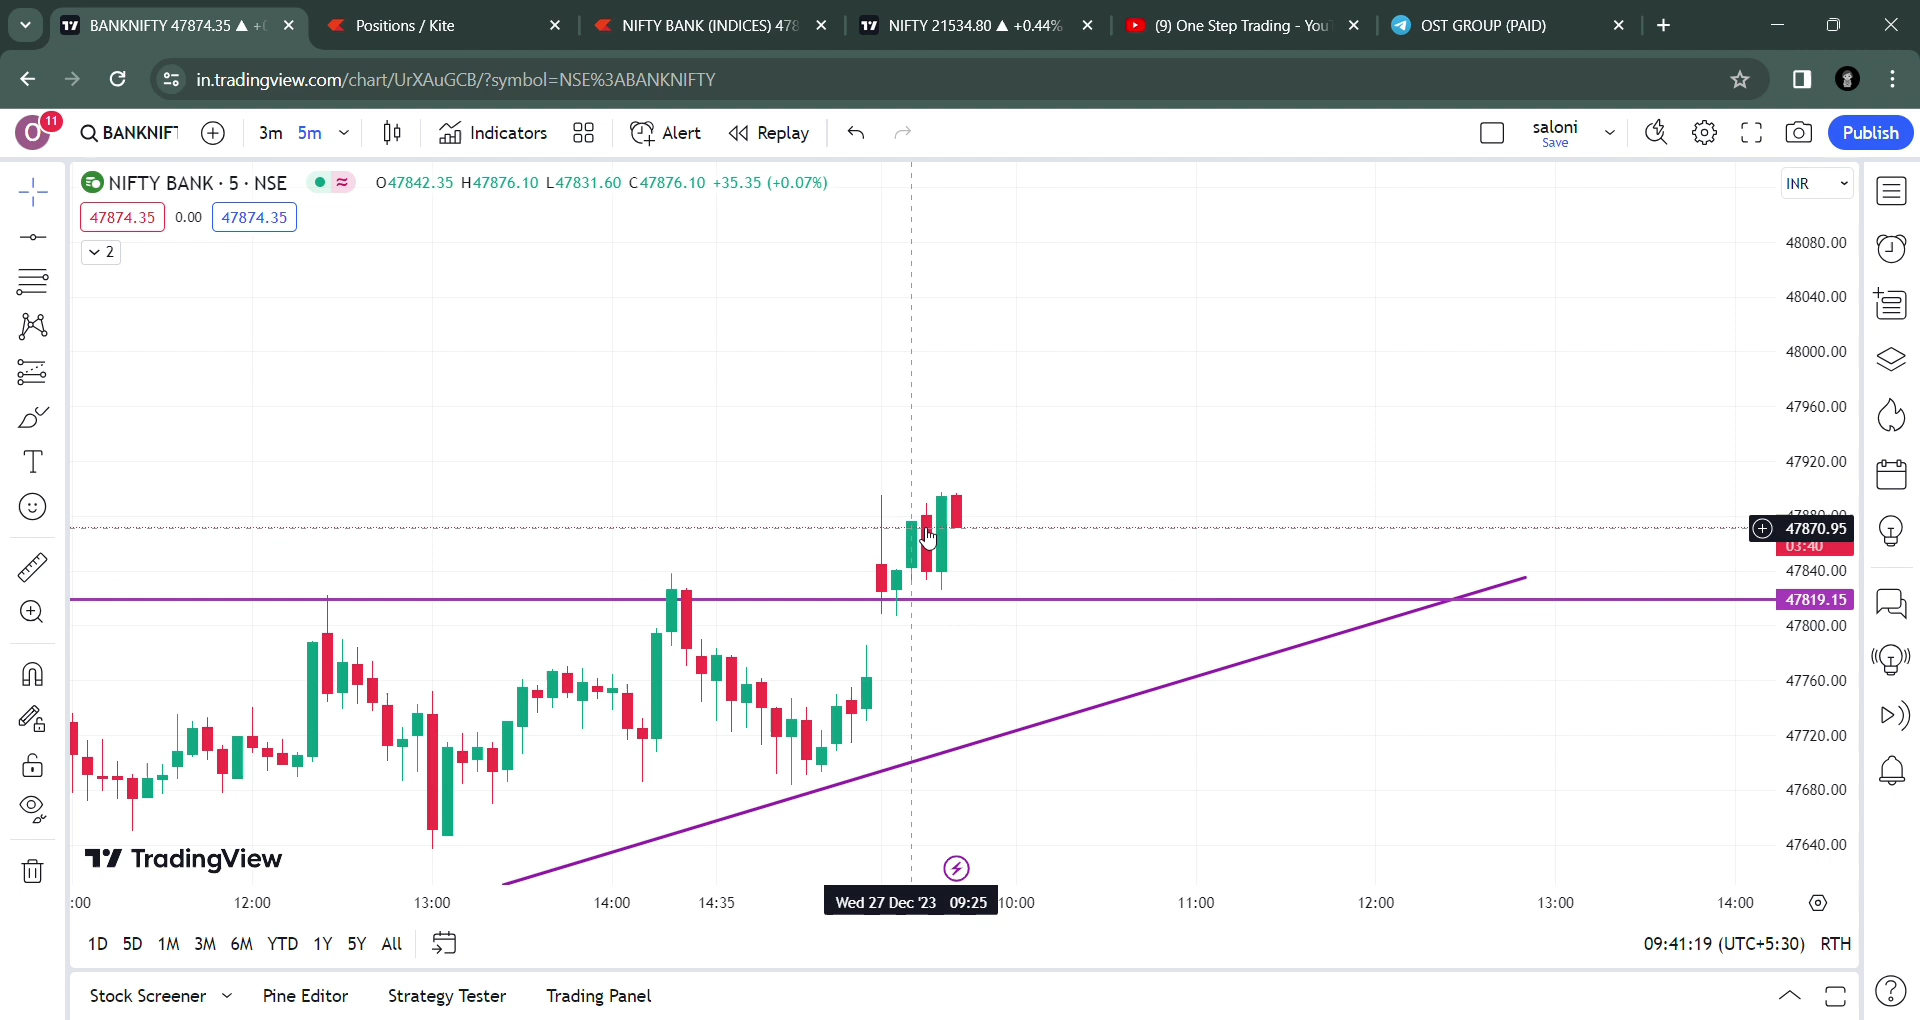 BANKNIFTY 47874.35 ▲ +0
Positions / Kite
NIFTY BANK (INDICES) 478
NIFTY 21534.80 ▲ +0.44%
(9) One Step Trading - You
OST GROUP (PAID)
in.tradingview.com/chart/UrXAuGCB/?symbol=NSE%3ABANKNIFTY
O 11
BANKNIF
3m 5m
Indicators
Alert
Replay
saloni
Save
Publish
NIFTY BANK · 5 · NSE
O47842.35 H47876.10 L47831.60 C47876.10 +35.35 (+0.07%)
INR
47874.35 0.00 47874.35
2
48080.00
48040.00
48000.00
47960.00
47920.00
47880.00
47870.95
03:40
47840.00
47819.15
47800.00
47760.00
47720.00
47680.00
47640.00
TradingView
:00 12:00 13:00 14:00 14:35 Wed 27 Dec '23 09:25 10:00 11:00 12:00 13:00 14:00
1D 5D 1M 3M 6M YTD 1Y 5Y All
09:41:19 (UTC+5:30) RTH
Stock Screener
Pine Editor
Strategy Tester
Trading Panel